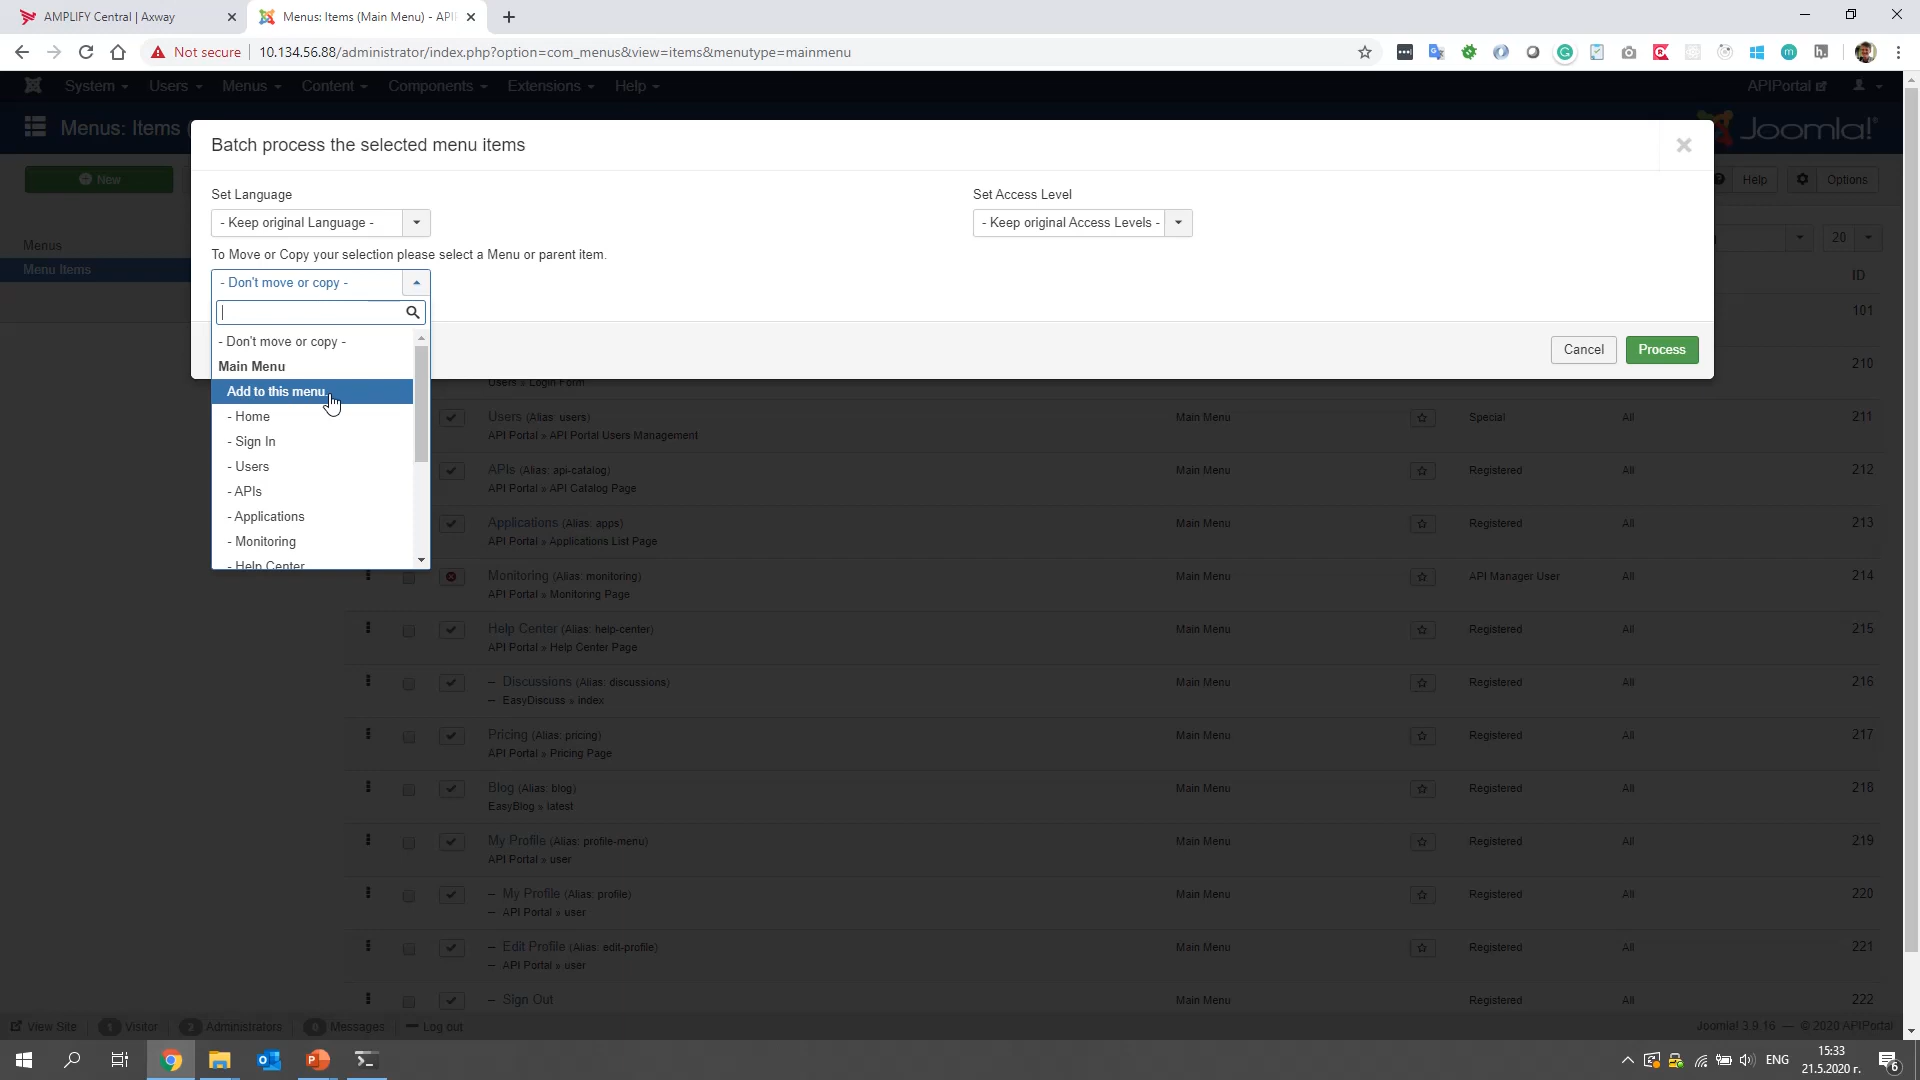 AMPLIFY Central | Axway
Menus: Items (Main Menu) - API
Not secure
10.134.56.88/administrator/index.php?option=com_menus&view=items&menutype=mainmenu
System
Users
Menus
Content
Components
Extensions
Help
APIPortal
Menus: Items
Joomla!
Batch process the selected menu items
New
Help
Options
Set Language
Set Access Level
- Keep original Language -
- Keep original Access Levels -
20
Menus
To Move or Copy your selection please select a Menu or parent item.
Menu Items
- Don't move or copy -
ID
101
- Don't move or copy -
Cancel
Process
Main Menu
210
Users » Login Form
Add to this menu
- Home
- Sign In
- Users
- APIs
- Applications
- Monitoring
- Help Center
Users (Alias: users)
Main Menu
Special
All
211
API Portal » API Portal Users Management
APIs (Alias: api-catalog)
Main Menu
Registered
All
212
API Portal » API Catalog Page
Applications (Alias: apps)
Main Menu
Registered
All
213
API Portal » Applications List Page
Monitoring (Alias: monitoring)
Main Menu
API Manager User
All
214
API Portal » Monitoring Page
Help Center (Alias: help-center)
Main Menu
Registered
All
215
API Portal » Help Center Page
– Discussions (Alias: discussions)
Main Menu
Registered
All
216
– EasyDiscuss » index
Pricing (Alias: pricing)
Main Menu
Registered
All
217
API Portal » Pricing Page
Blog (Alias: blog)
Main Menu
Registered
All
218
EasyBlog » latest
My Profile (Alias: profile-menu)
Main Menu
Registered
All
219
API Portal » user
– My Profile (Alias: profile)
Main Menu
Registered
All
220
– API Portal » user
– Edit Profile (Alias: edit-profile)
Main Menu
Registered
All
221
– API Portal » user
– Sign Out
Main Menu
Registered
All
222
View Site
1 Visitor
2 Administrators
0 Messages
Log out
Joomla! 3.9.16 — © 2020 APIPortal
ENG
15:33
21.5.2020 г.
6